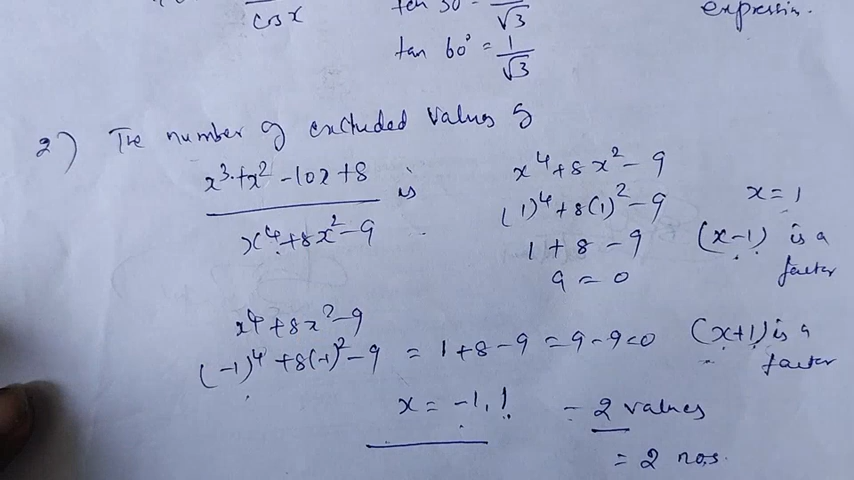 cos x
tan 30 = 1/√3
expression.
tan 60° = 1/√3
2) The number of excluded values of
x³ + x² - 10x + 8 / x⁴ + 8x² - 9 is
x⁴ + 8x² - 9
(1)⁴ + 8(1)² - 9
1 + 8 - 9
9 = 0
x = 1
(x-1) is a
factor
x⁴ + 8x² - 9
(-1)⁴ + 8(-1)² - 9 = 1 + 8 - 9 = 9 - 9 = 0
(x+1) is a
factor
x = -1, 1 = 2 values
= 2 nos.